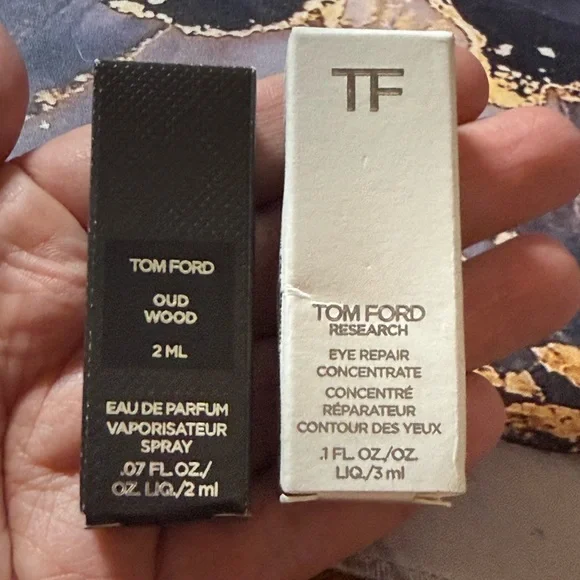 TOM FORD
OUD
WOOD
2 ML
EAU DE PARFUM
VAPORISATEUR
SPRAY
.07 FL. OZ./
OZ. LIQ./2 ml
TF
TOM FORD
RESEARCH
EYE REPAIR
CONCENTRATE
CONCENTRÉ
RÉPARATEUR
CONTOUR DES YEUX
.1 FL. OZ./OZ.
LIQ./3 ml